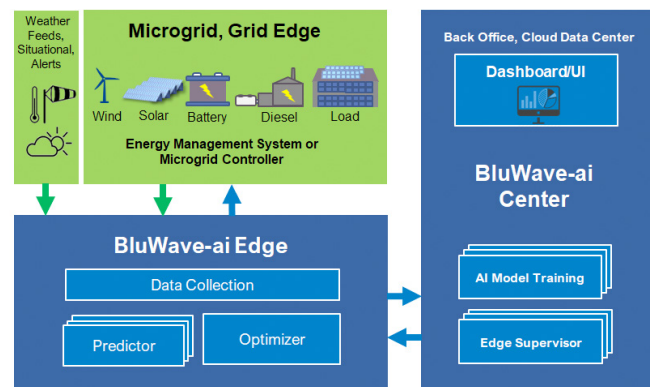 Weather
Feeds,
Situational,
Alerts
Microgrid, Grid Edge
Wind
Solar
Battery
Diesel
Load
Energy Management System or
Microgrid Controller
BluWave-ai Edge
Data Collection
Predictor
Optimizer
Back Office, Cloud Data Center
Dashboard/UI
BluWave-ai
Center
AI Model Training
Edge Supervisor